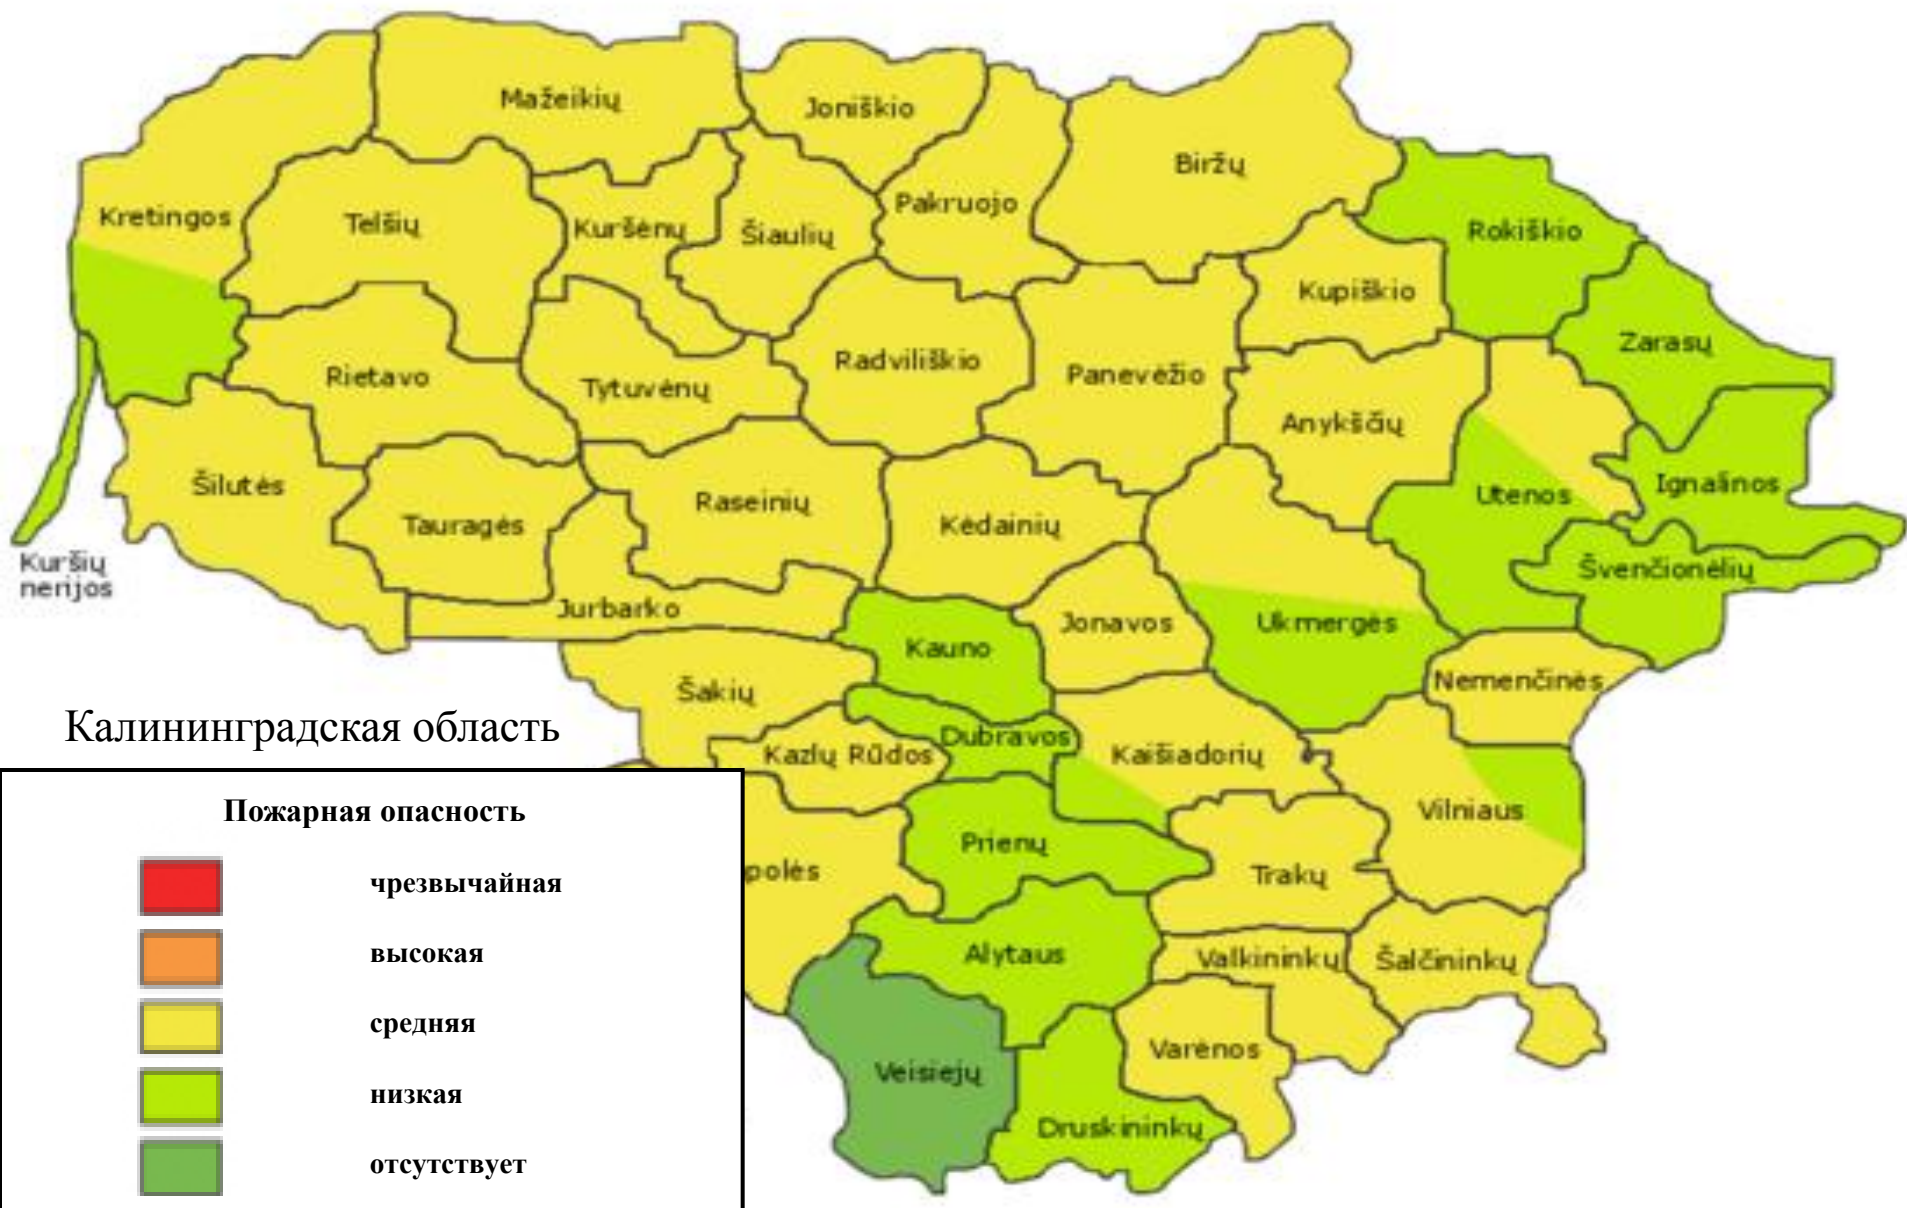 Mažeikių
Joniškio
Biržų
Kretingos
Telšių
Kuršėnų
Šiaulių
Pakruojo
Rokiškio
Kupiškio
Zarasų
Rietavo
Tytuvėnų
Radviliškio
Panevėžio
Anykščių
Šilutės
Tauragės
Raseinių
Kėdainių
Utenos
Ignalinos
Kuršių
nerijos
Švenčionėlių
Jurbarko
Kauno
Jonavos
Ukmergės
Nemenčinės
Šakių
Калининградская область
Kazlų Rūdos
Dubravos
Kaišiadorių
Vilniaus
Пожарная опасность
Prienų
polės
Trakų
чрезвычайная
высокая
Alytaus
Valkininkų
Šalčininkų
средняя
Varėnos
Veisiejų
низкая
Druskininkų
отсутствует